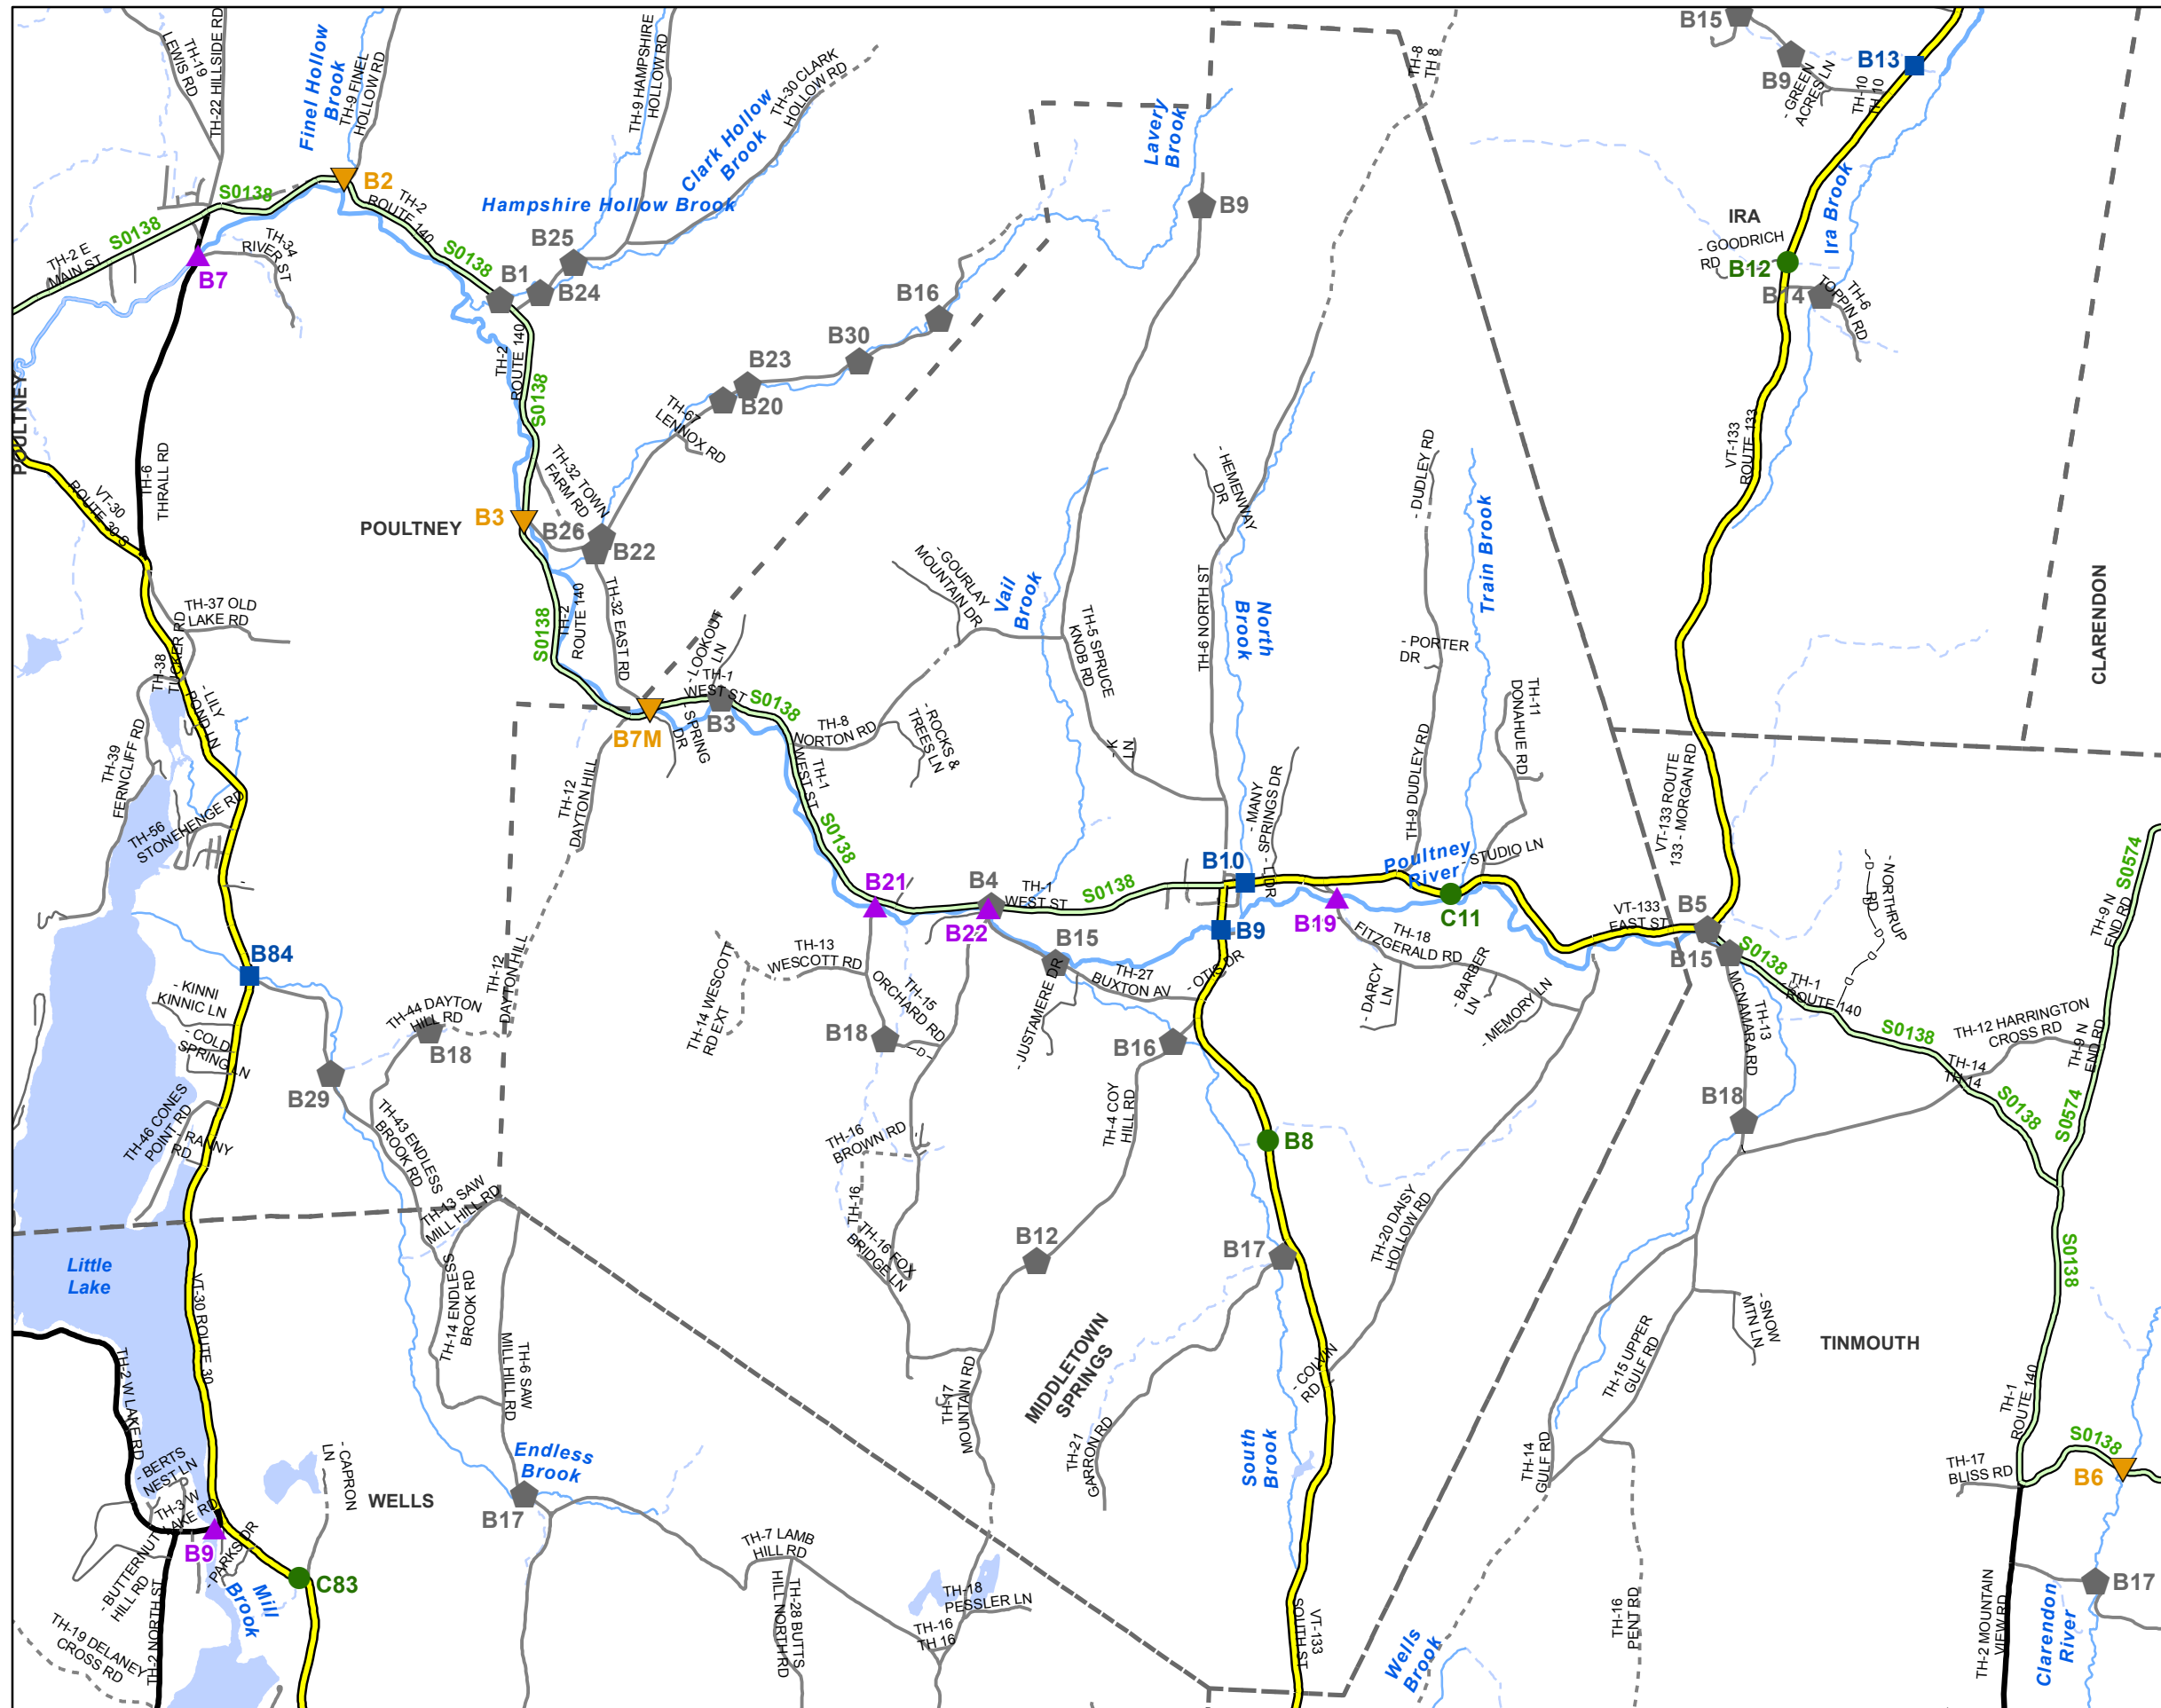 TH-19
LEWIS RD
TH-22 HILLSIDE RD
Finel Hollow
Brook
TH-9 FINEL
HOLLOW RD
TH-9 HAMPSHIRE
HOLLOW RD
TH-30 CLARK
HOLLOW RD
Clark Hollow
Brook
Hampshire Hollow Brook
Lavery
Brook
TH-8
TH 8
B15
B9
- GREEN
ACRES LN
TH-10
TH 10
B13
S0138
S0138
B2
TH-2
ROUTE 140
S0138
TH-2 E
MAIN ST
B7
TH-34
RIVER ST
B25
B1
B24
B9
IRA
- GOODRICH
RD
B12
Ira Brook
B14
TH-6
TOPPIN RD
B16
B30
B23
B20
TH-67
LENNOX RD
TH-2
ROUTE 140
S0138
POULTNEY
VT-30
ROUTE 30 S
TH-6
THRALL RD
POULTNEY
TH-32 TOWN
FARM RD
B3
B26
B22
TH-32 EAST RD
TH-2
ROUTE 140
S0138
- HEMENWAY
DR
- DUDLEY RD
Train Brook
VT-133
ROUTE 133
CLARENDON
- GOURLAY
MOUNTAIN DR
Vail
Brook
TH-5 SPRUCE
KNOB RD
TH-6 NORTH ST
North
Brook
- PORTER
DR
TH-11
DONAHUE RD
TH-9 DUDLEY RD
TH-37 OLD
LAKE RD
TH-38
TUCKER RD
- LILY
POND LN
TH-39
FERNCLIFF RD
TH-56
STONEHENGE RD
- LOOKOUT
LN
TH-1
WEST ST
S0138
B3
B7M
- SPRING
DR
TH-12
DAYTON HILL
TH-8
NORTON RD
- ROCKS &
TREES LN
TH-1
WEST ST
S0138
- K
LN
- MANY
SPRINGS DR
VT-133 ROUTE
133 - MORGAN RD
B10
Poultney
River
- STUDIO LN
C11
B19
B21
B4
B22
TH-1
WEST ST
S0138
B9
VT-133
EAST ST
B5
B15
S0138
TH-1
- ROUTE 140
- NORTHRUP
RD
TH-9 N
END RD
S0574
B84
- KINNI
KINNIC LN
- COLD
SPRING LN
TH-46 CONES
POINT RD
- RANNY
RD
B29
TH-44 DAYTON
HILL RD
B18
TH-12
DAYTON HILL
TH-14 WESCOTT
RD EXT
TH-13
WESCOTT RD
TH-15
ORCHARD RD
B18
B15
- JUSTAMERE DR
TH-27
BUXTON AV
- OTIS DR
B16
TH-18
FITZGERALD RD
- DARCY
LN
- BARBER
LN
- MEMORY LN
TH-13
MCNAMARA RD
B18
S0138
TH-14
TH 14
TH-12 HARRINGTON
CROSS RD
TH-9 N
END RD
S0138
S0574
TH-43 ENDLESS
BROOK RD
TH-13 SAW
MILL HILL RD
TH-14 ENDLESS
BROOK RD
TH-6 SAW
MILL HILL RD
TH-16
BROWN RD
TH-16
TH-16 FOX
BRIDGE LN
TH-4 COY
HILL RD
B8
B12
B17
TH-20 DAISY
HOLLOW RD
Little
Lake
VT-30 ROUTE 30
TH-2 W LAKE RD
MIDDLETOWN
SPRINGS
- COLVIN
RD
TH-15 UPPER
GULF RD
- SNOW
MTN LN
TINMOUTH
S0138
TH-1
ROUTE 140
TH-17
MOUNTAIN RD
TH-21
GARRON RD
South
Brook
TH-14
GULF RD
TH-17
BLISS RD
S0138
B6
- BERTS
NEST LN
TH-3 W
LAKE RD
- BUTTERNUT
HILL RD
B9
- PARKS DR
- CAPRON
LN
WELLS
Endless
Brook
B17
C83
Mill
Brook
TH-2 NORTH ST
TH-19 DELANEY
CROSS RD
TH-7 LAMB
HILL RD
TH-28 BUTTS
HILL NORTH RD
TH-18
PESSLER LN
TH-16
TH 16
VT-133
SOUTH ST
Wells
Brook
TH-16
PENT RD
TH-2 MOUNTAIN
VIEW RD
B17
Clarendon
River